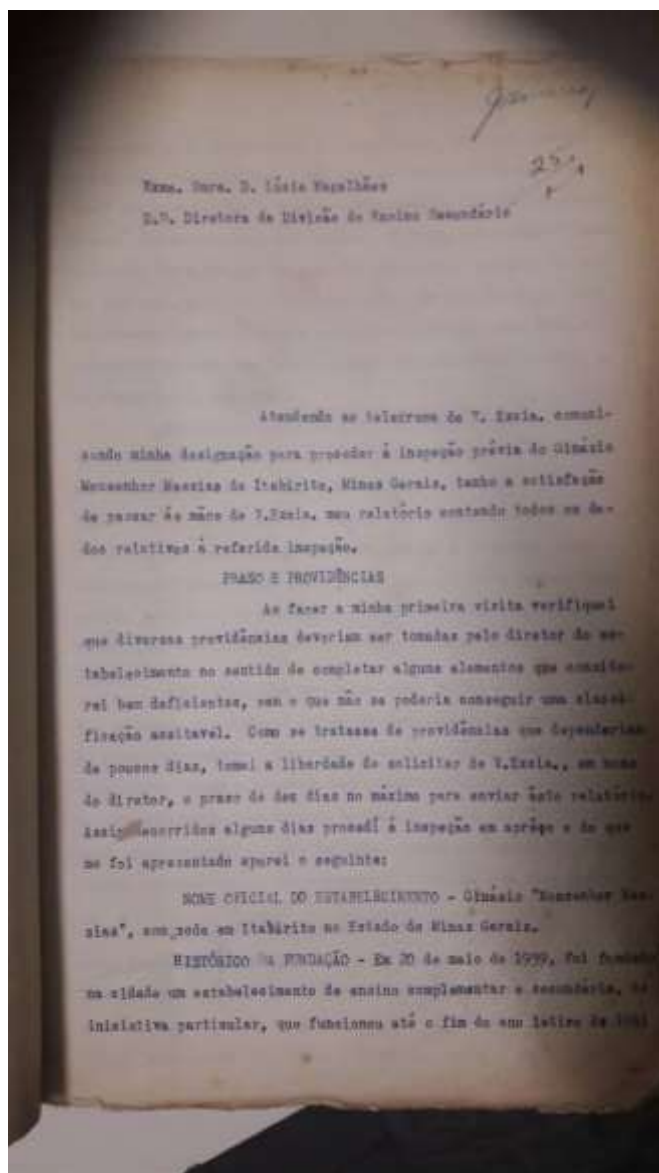 Exma. Snra. D. Lúcia Magalhães
D.D. Diretora da Divisão do Ensino Secundário
Atendendo ao telegrama de V. Excia. comuni-
cando minha designação para proceder á inspeção prévia do Ginásio
Monsenhor Messias de Itabirito, Minas Gerais, tenho a satisfação
de passar ás mãos de V.Excia. meu relatório contendo todos os da-
dos relativos á referida inspeção.
PRASO E PROVIDÊNCIAS
Ao fazer a minha primeira visita verifiquei
que diversas providências deveriam ser tomadas pelo diretor do es-
tabelecimento no sentido de completar alguns elementos que conside-
rei bem deficientes, sem o que não se poderia conseguir uma classi-
ficação aceitavel. Como se tratasse de providências que dependeriam
de poucos dias, tomei a liberdade de solicitar de V.Excia., em nome
do diretor, o praso de dez dias no máximo para enviar êste relatório.
Assim decorridos alguns dias procedí á inspeção em aprêço e do que
me foi apresentado apurei o seguinte:
NOME OFICIAL DO ESTABELECIMENTO - Ginásio "Monsenhor Mes-
sias", com sede em Itabirito no Estado de Minas Gerais.
HISTÓRICO DA FUNDAÇÃO - Em 20 de maio de 1939, foi fundado
na cidade um estabelecimento de ensino complementar e secundário, de
iniciativa particular, que funcionou até o fim do ano letivo de